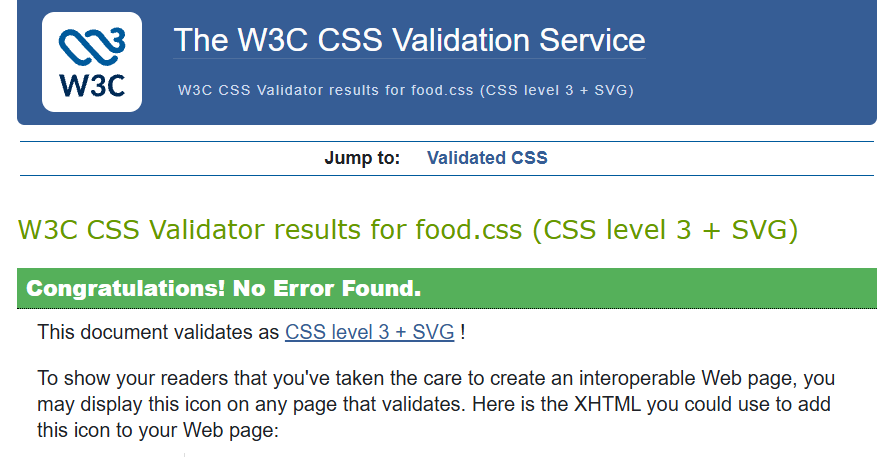 The W3C CSS Validation Service
W3C
W3C CSS Validator results for food.css (CSS level 3 + SVG)
Jump to: Validated CSS
W3C CSS Validator results for food.css (CSS level 3 + SVG)
Congratulations! No Error Found.
This document validates as CSS level 3 + SVG !
To show your readers that you've taken the care to create an interoperable Web page, you
may display this icon on any page that validates. Here is the XHTML you could use to add
this icon to your Web page: